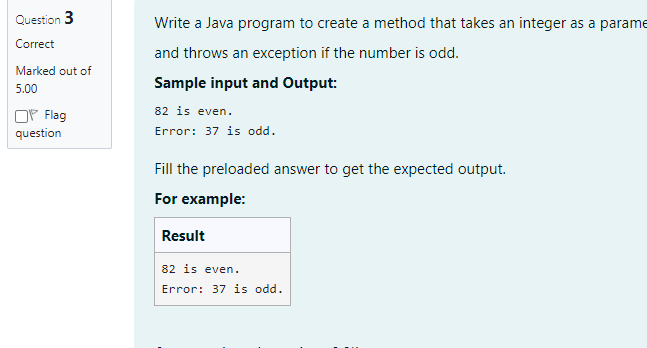 Question 3
Correct
Marked out of
5.00
Flag
question
Write a Java program to create a method that takes an integer as a parame
and throws an exception if the number is odd.
Sample input and Output:
82 is even.
Error: 37 is odd.
Fill the preloaded answer to get the expected output.
For example:
Result
82 is even.
Error: 37 is odd.